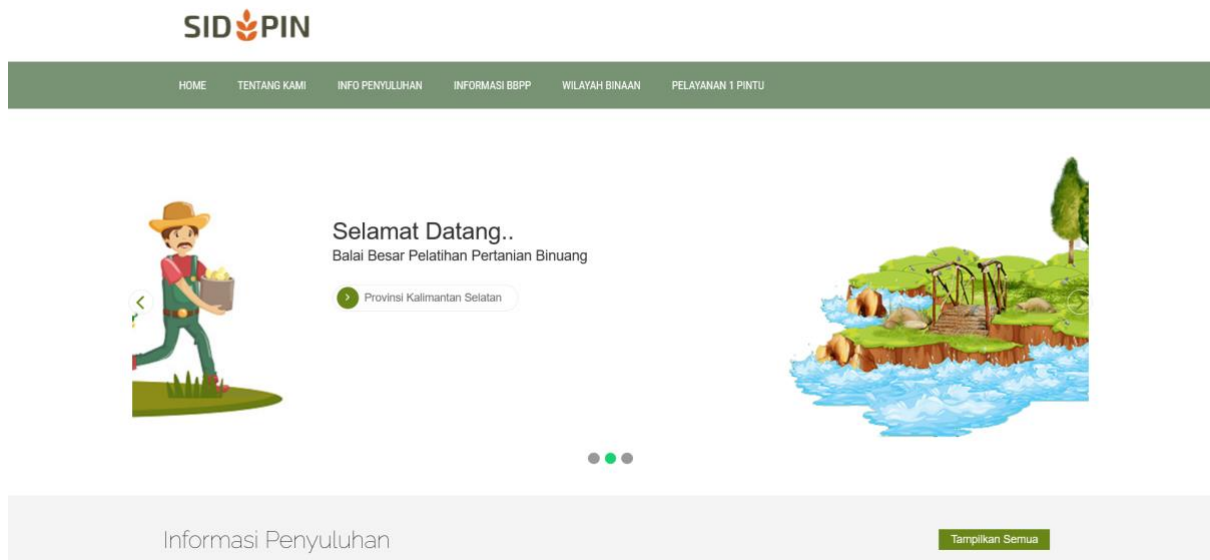 SIDPIN
HOME TENTANG KAMI INFO PENYULUHAN INFORMASI BBPP WILAYAH BINAAN PELAYANAN 1 PINTU
Selamat Datang..
Balai Besar Pelatihan Pertanian Binuang
Provinsi Kalimantan Selatan
Informasi Penyuluhan
Tampilkan Semua